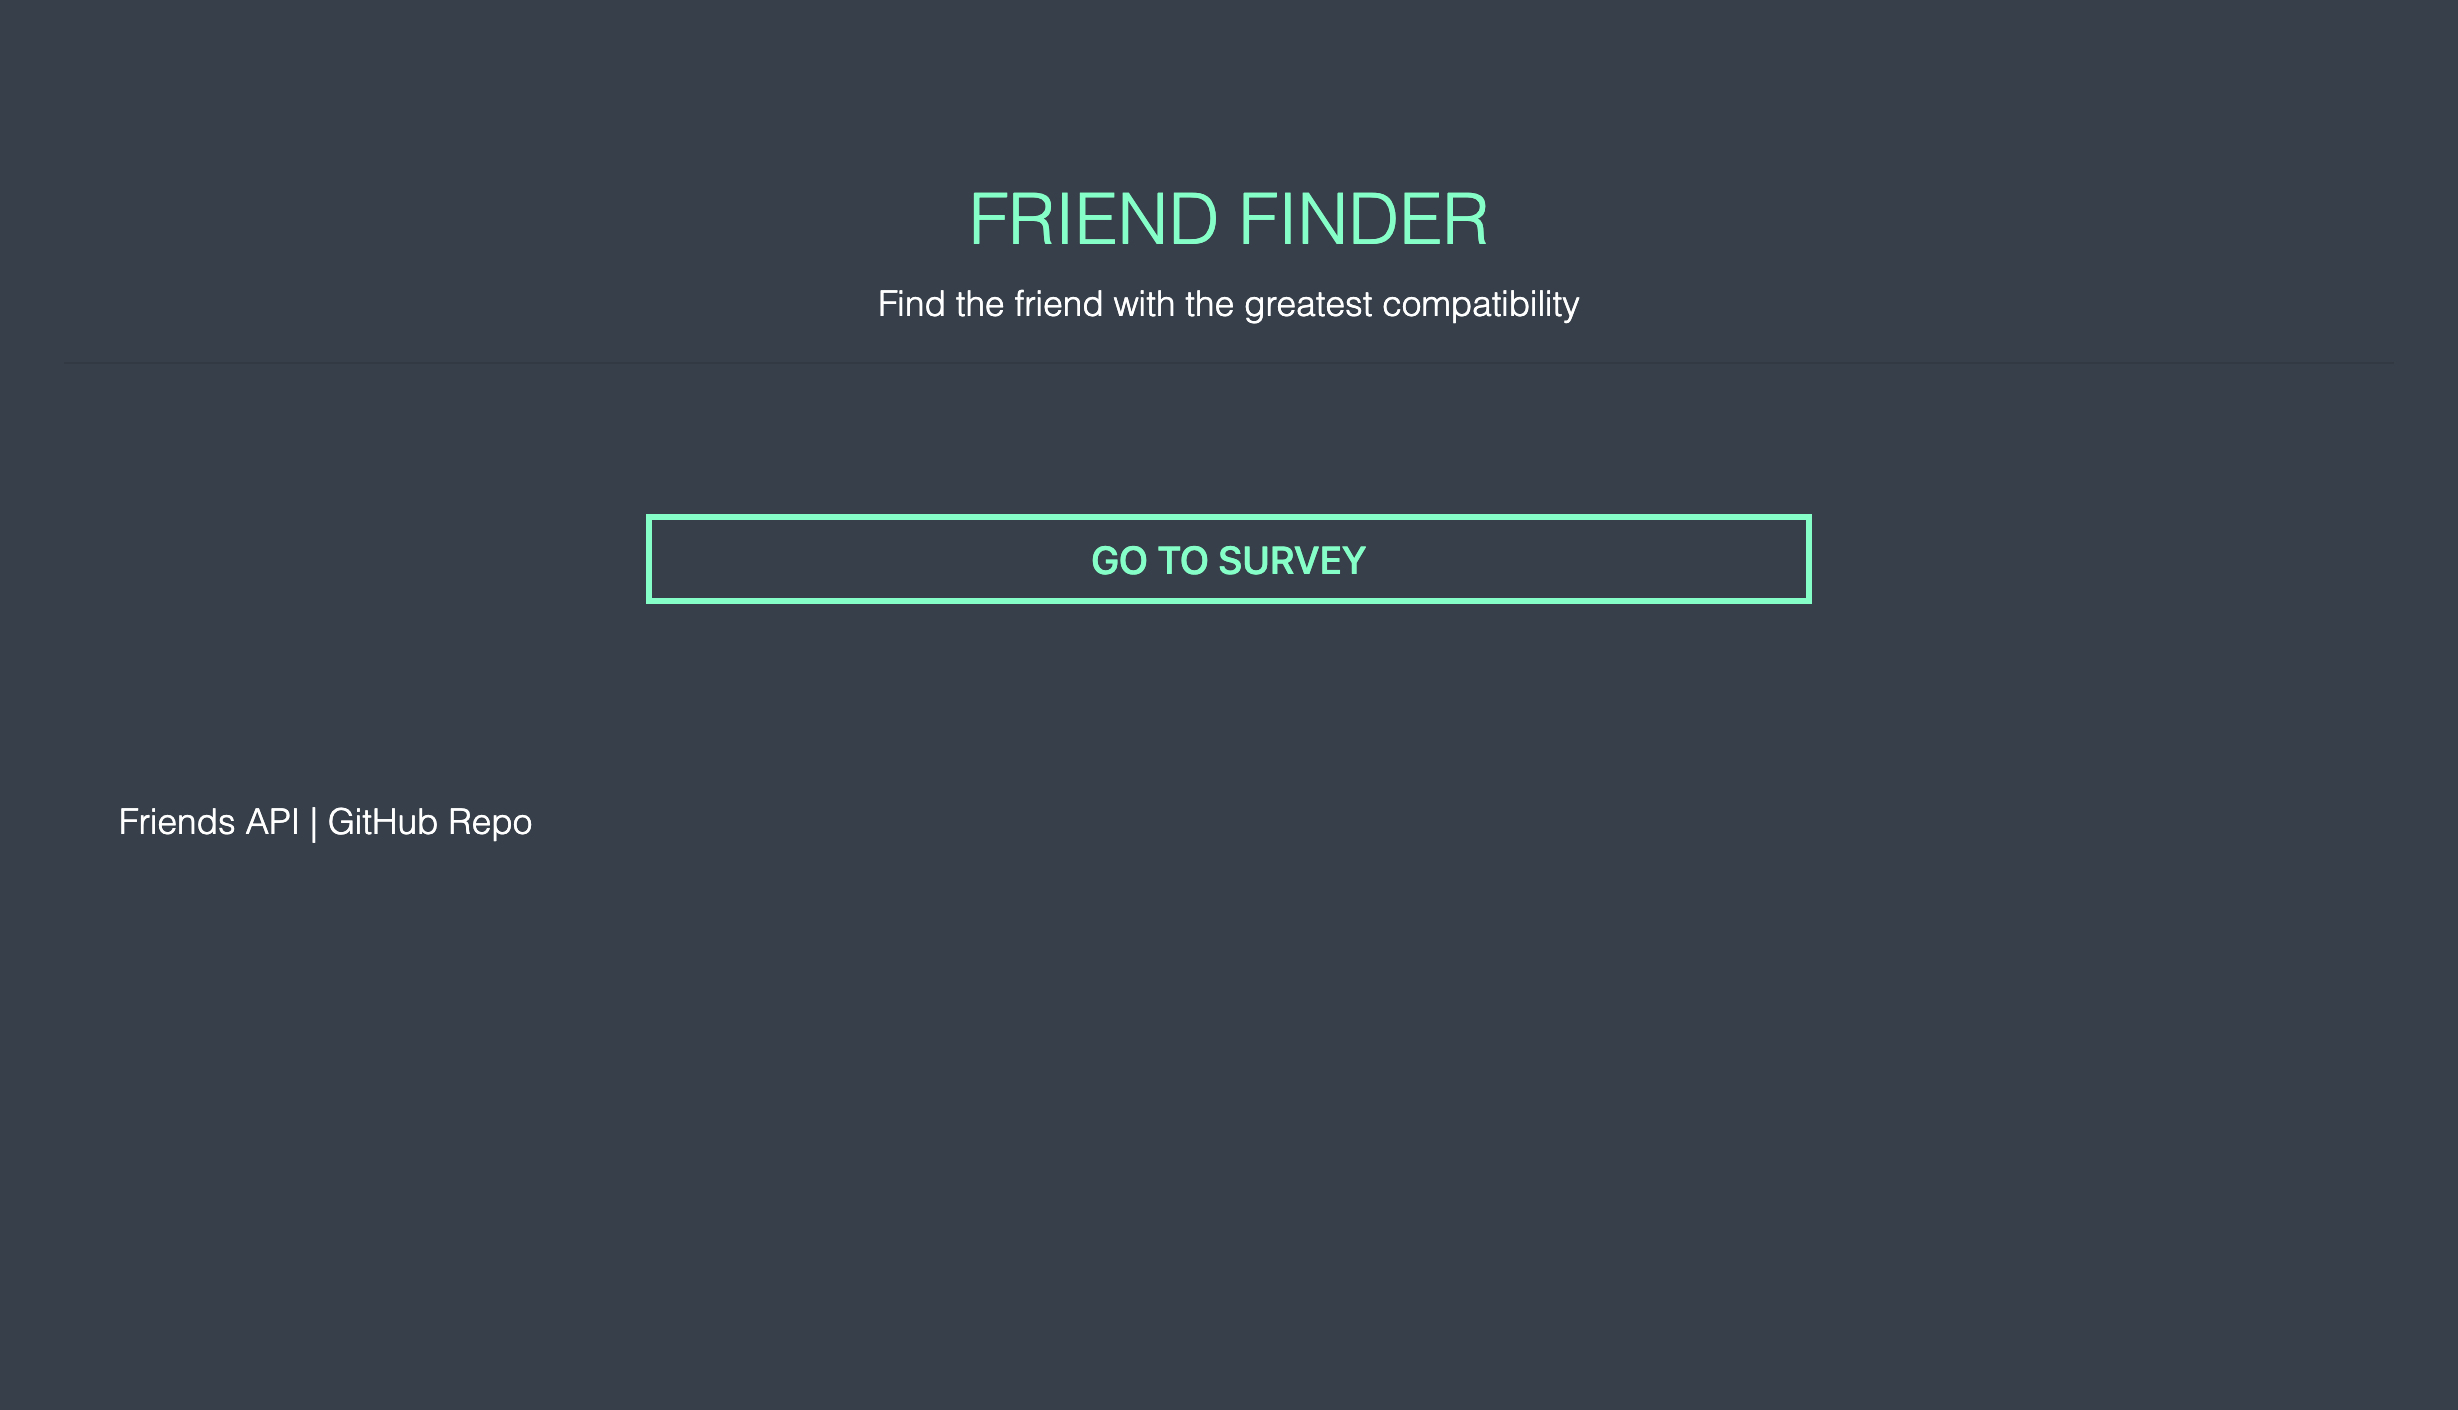 FRIEND FINDER
Find the friend with the greatest compatibility
GO TO SURVEY
Friends API | GitHub Repo